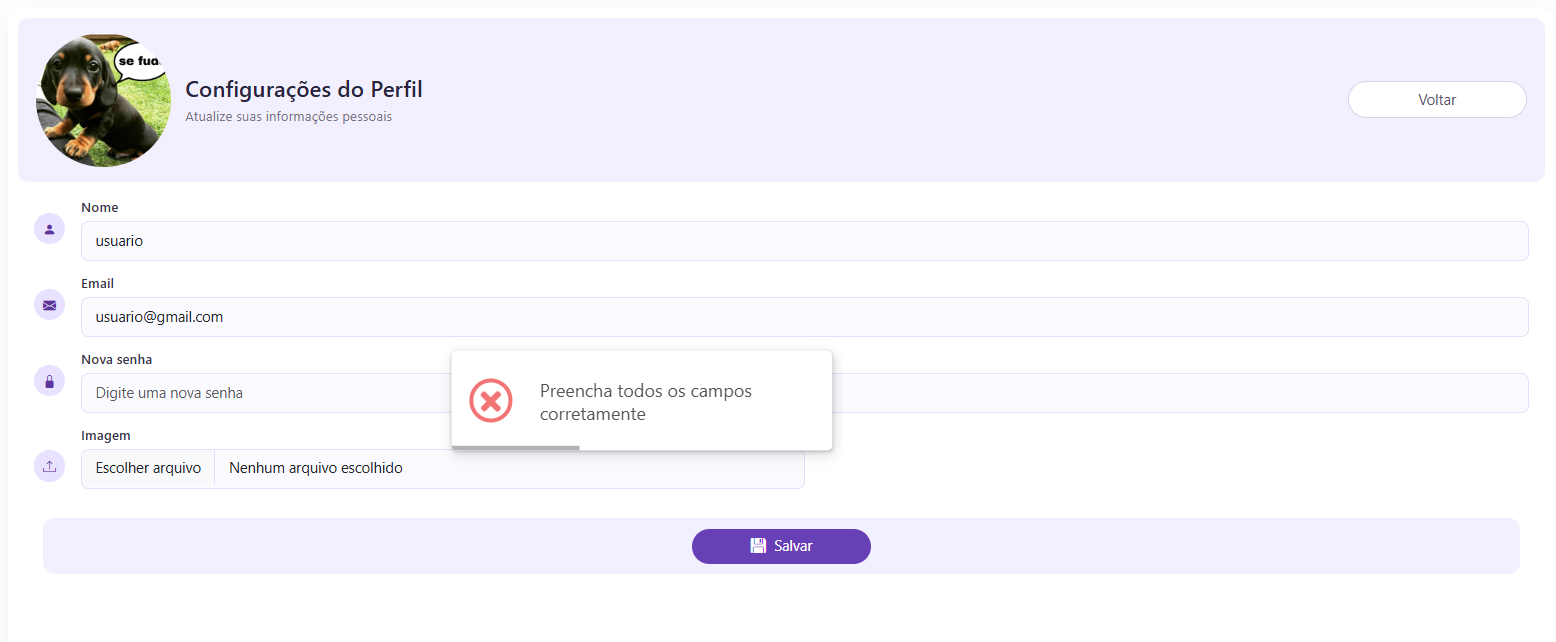 se fud
Configurações do Perfil
Atualize suas informações pessoais
Voltar
Nome
usuario
Email
usuario@gmail.com
Nova senha
Digite uma nova senha
Preencha todos os campos
corretamente
Imagem
Escolher arquivo
Nenhum arquivo escolhido
Salvar